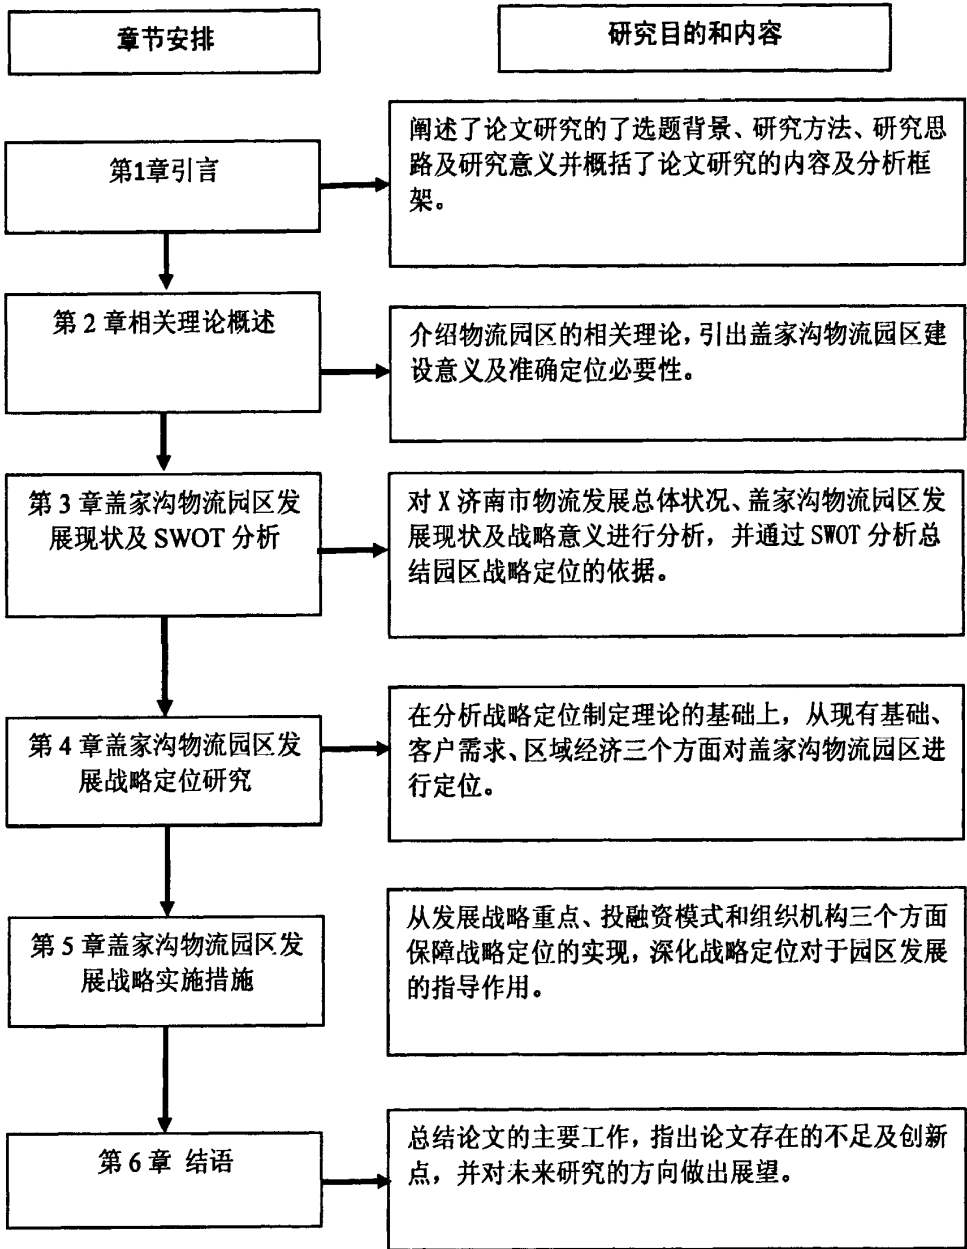 章节安排
研究目的和内容
第1章引言
阐述了论文研究的了选题背景、研究方法、研究思
路及研究意义并概括了论文研究的内容及分析框
架。
第 2 章相关理论概述
介绍物流园区的相关理论，引出盖家沟物流园区建
设意义及准确定位必要性。
第 3 章盖家沟物流园区发
展现状及 SWOT 分析
对 X 济南市物流发展总体状况、盖家沟物流园区发
展现状及战略意义进行分析，并通过 SWOT 分析总
结园区战略定位的依据。
第 4 章盖家沟物流园区发
展战略定位研究
在分析战略定位制定理论的基础上，从现有基础、
客户需求、区域经济三个方面对盖家沟物流园区进
行定位。
第 5 章盖家沟物流园区发
展战略实施措施
从发展战略重点、投融资模式和组织机构三个方面
保障战略定位的实现，深化战略定位对于园区发展
的指导作用。
第 6 章 结语
总结论文的主要工作，指出论文存在的不足及创新
点，并对未来研究的方向做出展望。